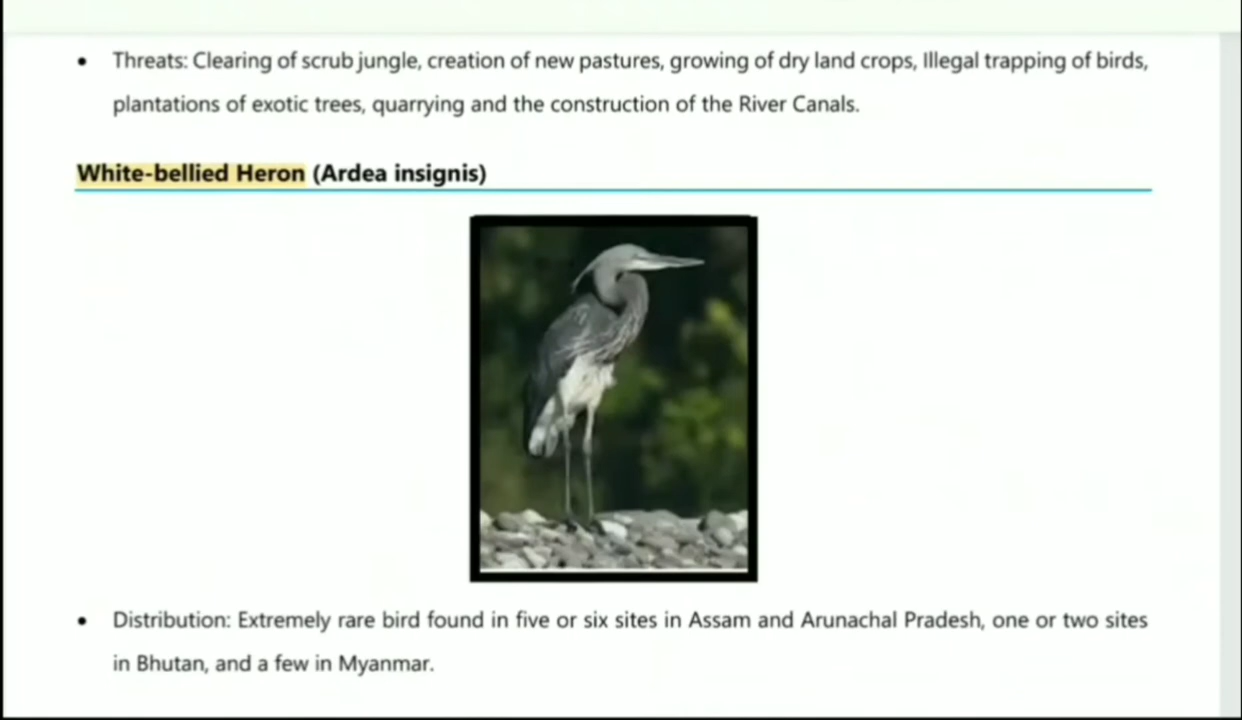 • Threats: Clearing of scrub jungle, creation of new pastures, growing of dry land crops, Illegal trapping of birds,
plantations of exotic trees, quarrying and the construction of the River Canals.
White-bellied Heron (Ardea insignis)
• Distribution: Extremely rare bird found in five or six sites in Assam and Arunachal Pradesh, one or two sites
in Bhutan, and a few in Myanmar.